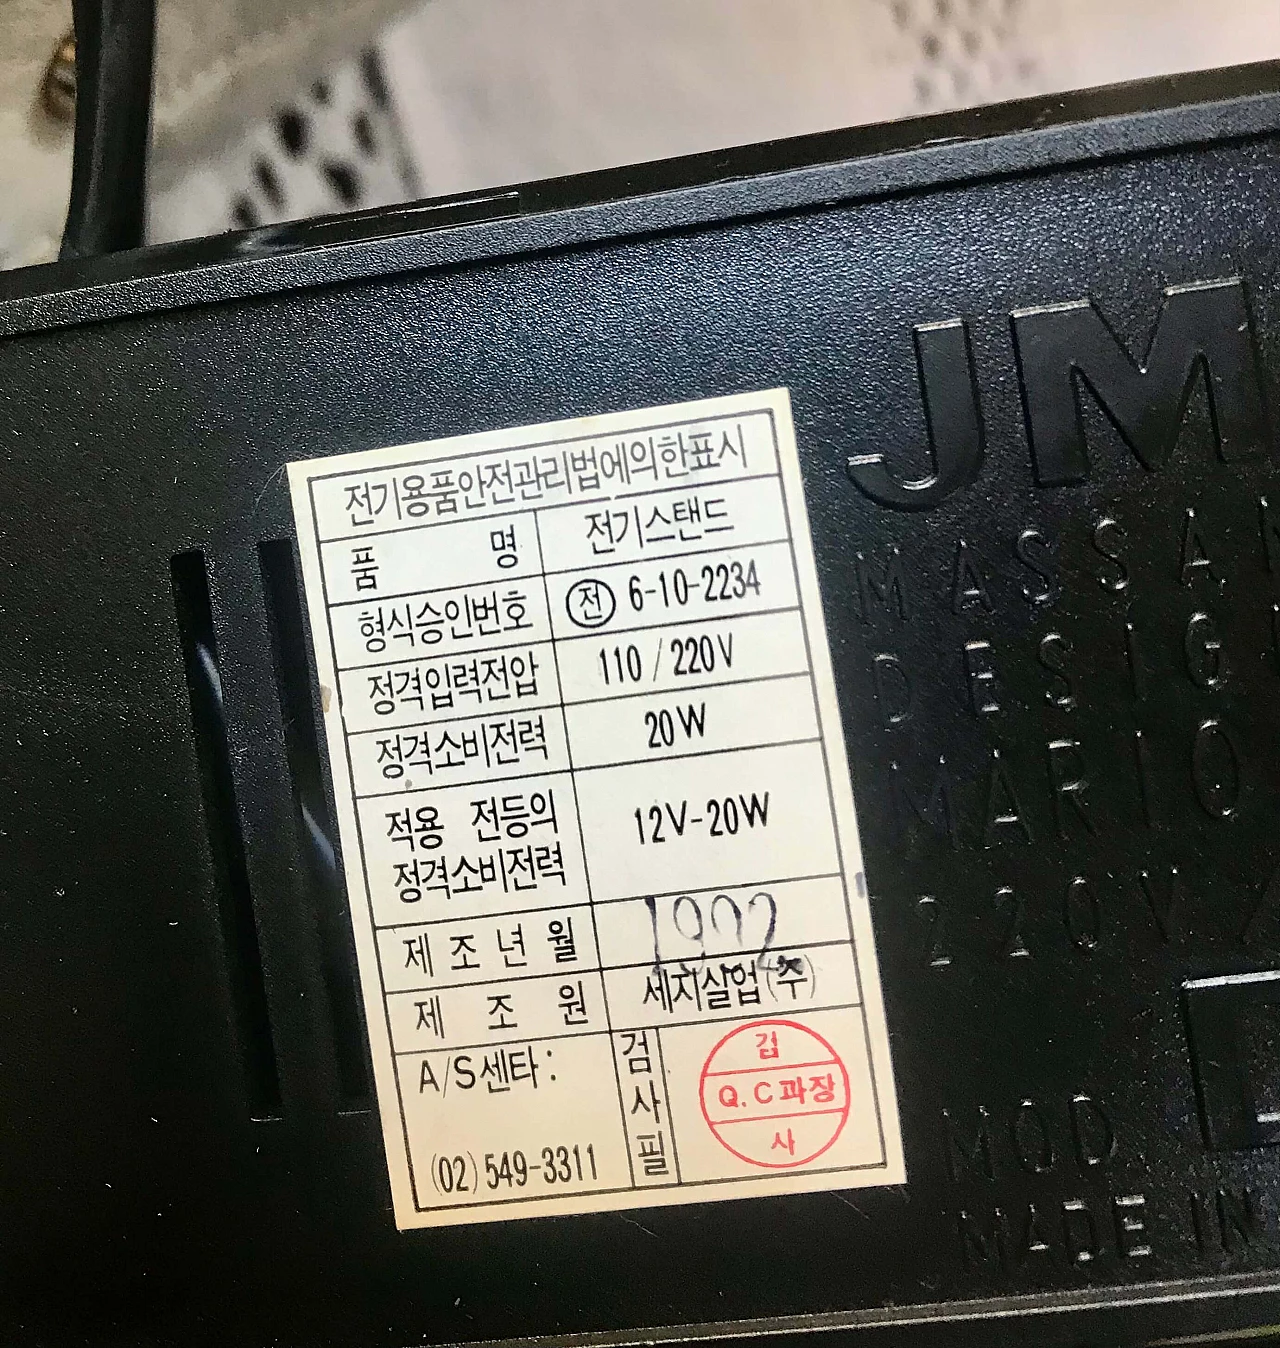 전기용품안전관리법에의한표시
품 명 전기스탠드
형식승인번호 전 6-10-2234
정격입력전압 110 / 220V
정격소비전력 20W
적용 전등의
정격소비전력 12V-20W
제조년월 1992
제조원 세지실업(주)
A/S센타 :
(02) 549-3311
검사필
검
Q.C과장
사
JM
MASSAN
DESIG
MARIO
220V
MOD.
MADE IN